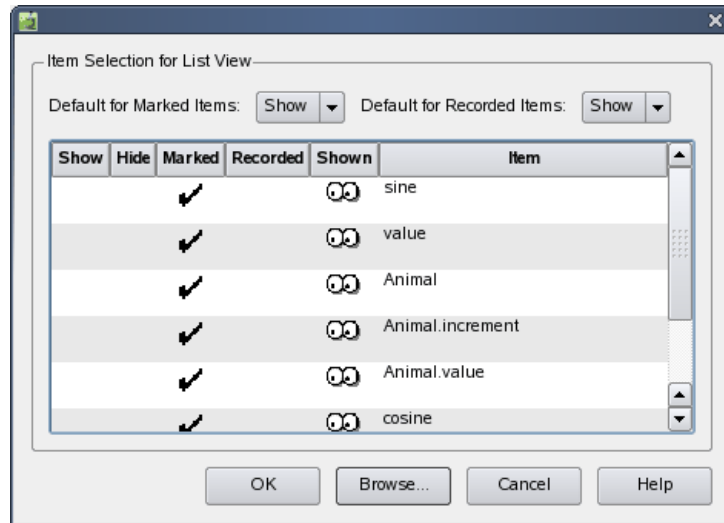 Item Selection for List View
Default for Marked Items: Show Default for Recorded Items: Show
Show Hide Marked Recorded Shown Item
sine
value
Animal
Animal.increment
Animal.value
cosine
OK Browse... Cancel Help